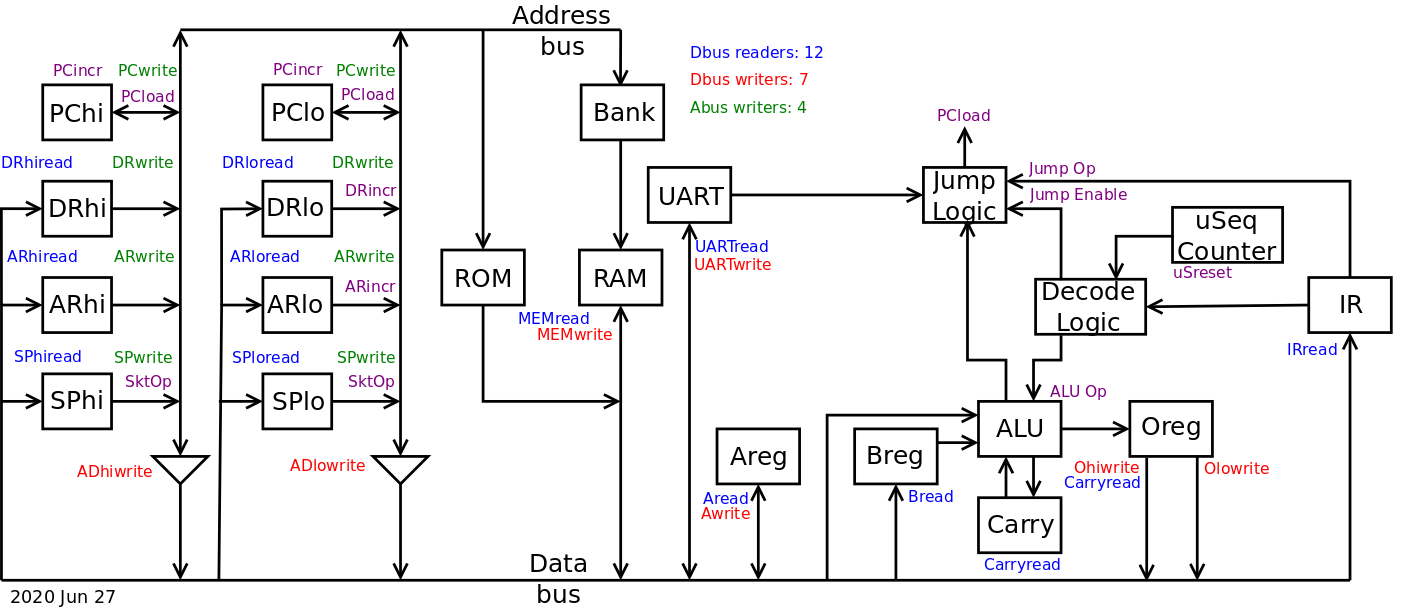 Address
bus
Dbus readers: 12
Dbus writers: 7
Abus writers: 4
PCincr
PCwrite
PCload
PChi
PCincr
PCwrite
PCload
PClo
Bank
DRhiread
DRwrite
DRhi
DRloread
DRwrite
DRincr
DRlo
ARhiread
ARwrite
ARhi
ARloread
ARwrite
ARincr
ARlo
SPhiread
SPwrite
SktOp
SPhi
SPloread
SPwrite
SktOp
SPlo
ADhiwrite
ADlowrite
ROM
RAM
MEMread
MEMwrite
UART
UARTread
UARTwrite
PCload
Jump
Logic
Jump Op
Jump Enable
uSeq
Counter
uSreset
Decode
Logic
IR
IRread
ALU Op
ALU
Oreg
Ohiwrite
Carryread
Olowrite
Areg
Aread
Awrite
Breg
Bread
Carry
Carryread
Data
bus
2020 Jun 27